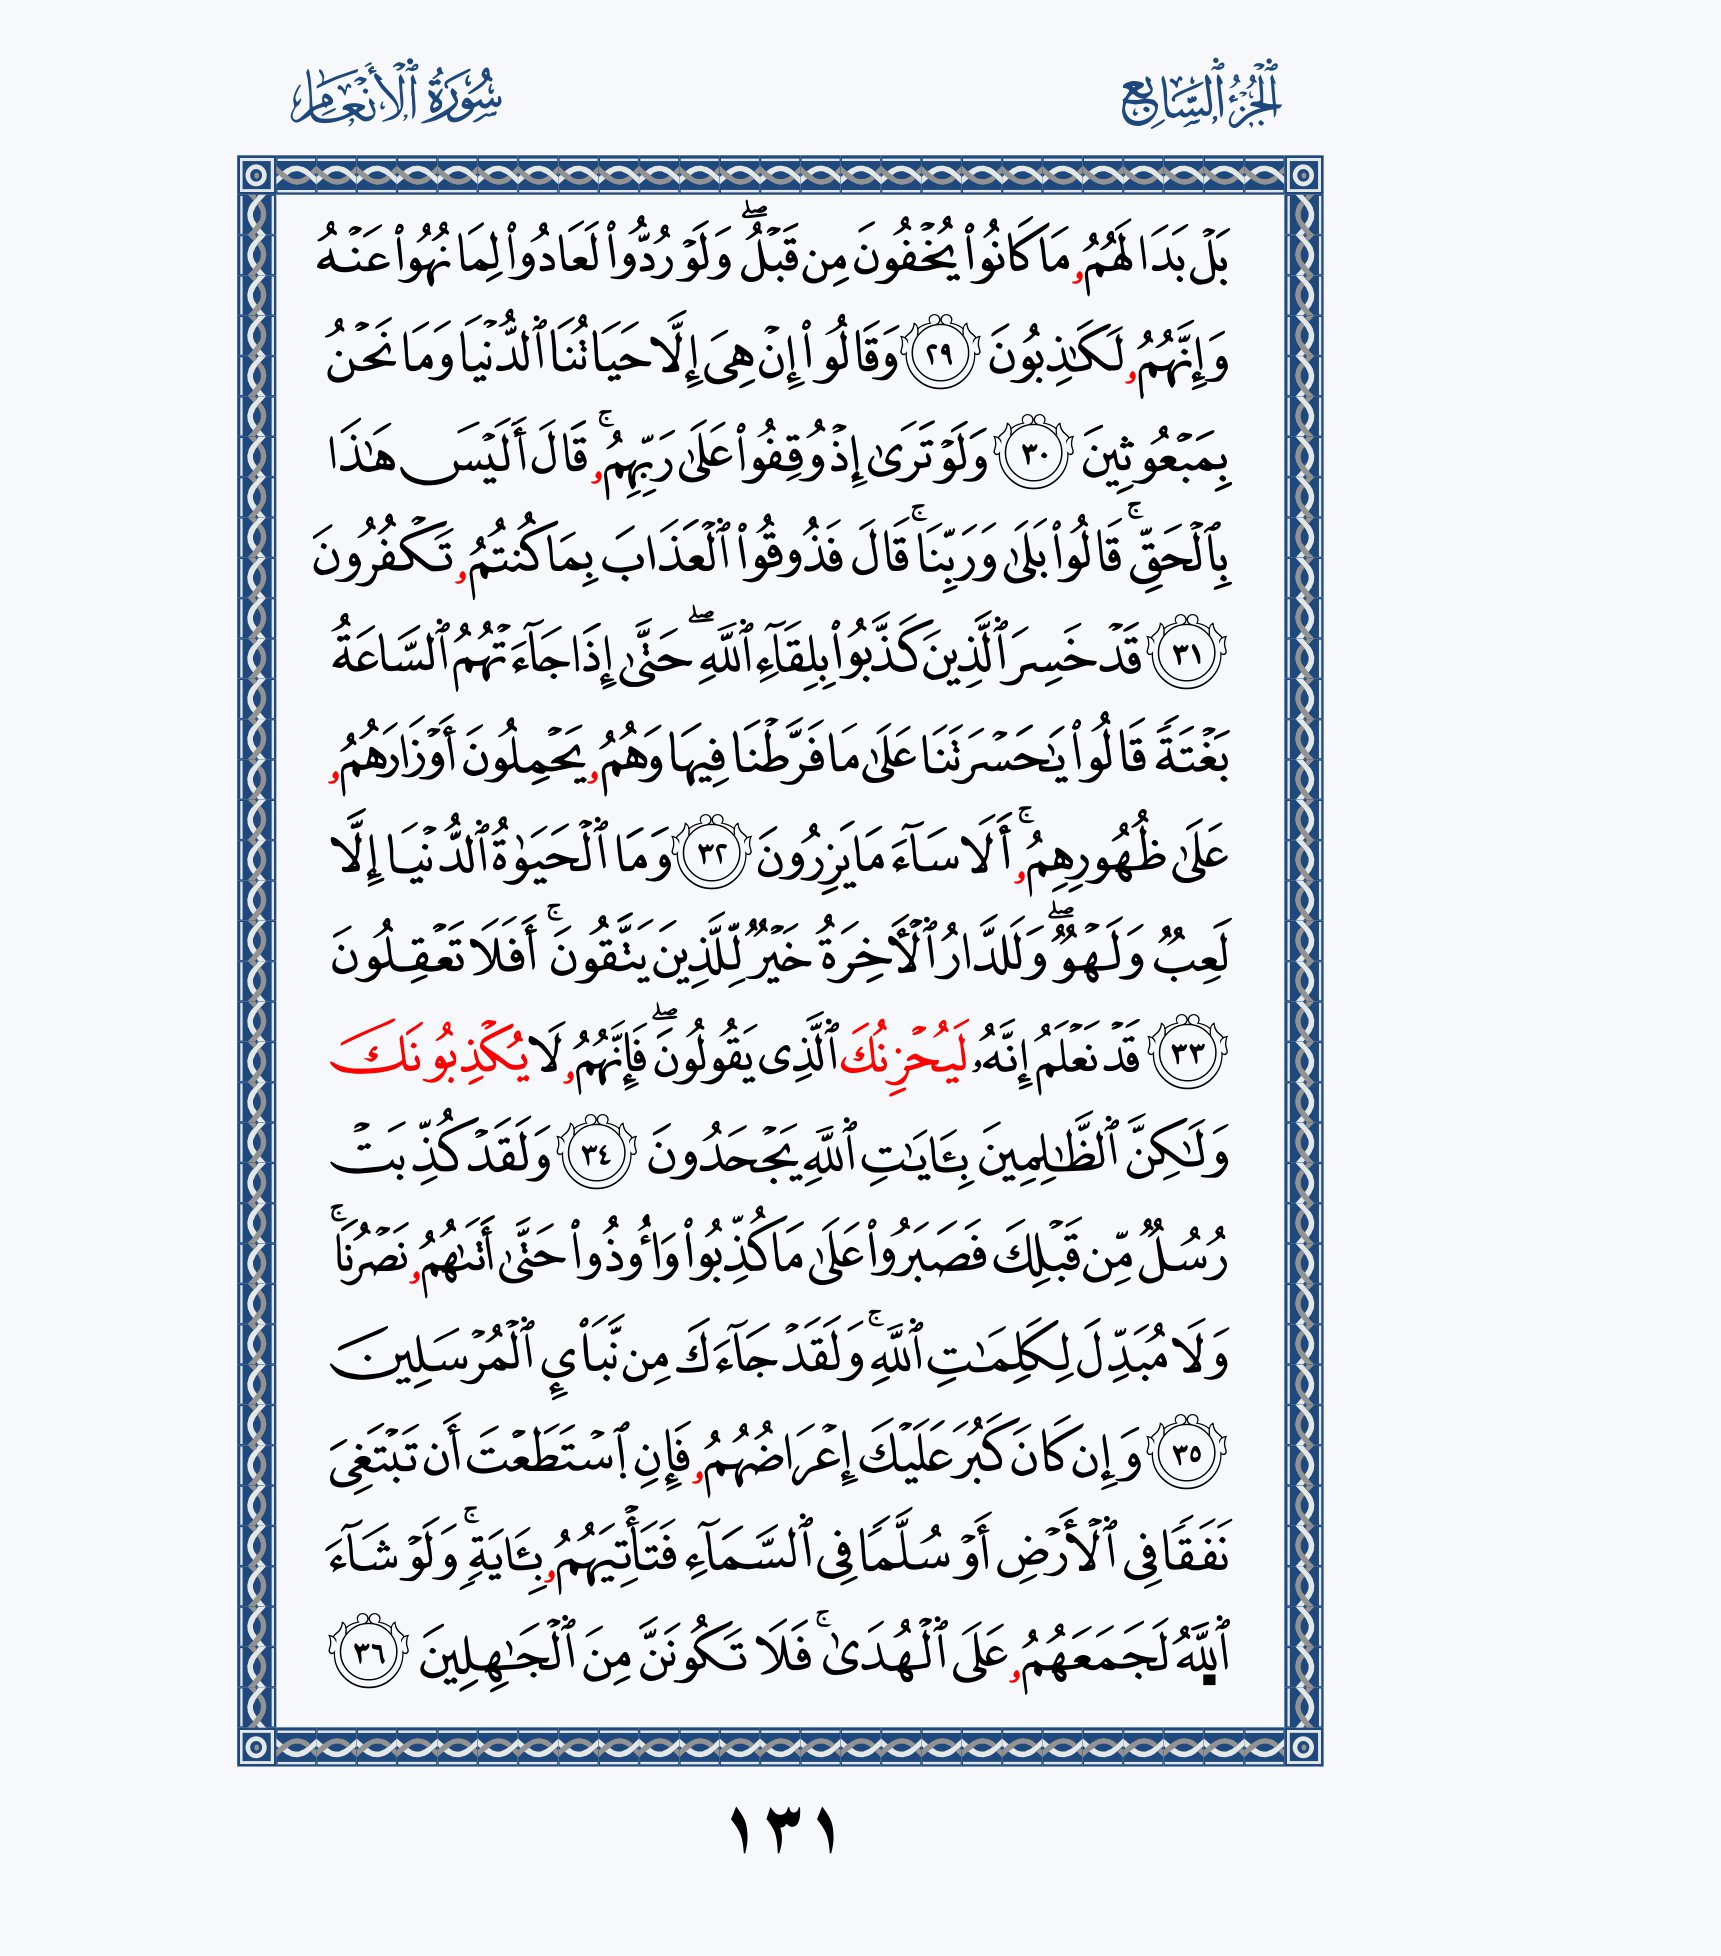 ٱلْجُزْءُ ٱلسَّابِعُ
سُورَةُ ٱلْأَنْعَامِ
بَلْ بَدَا لَهُمُۥ مَا كَانُوا۟ يُخْفُونَ مِن قَبْلُۖ وَلَوْ رُدُّوا۟ لَعَادُوا۟ لِمَا نُهُوا۟ عَنْهُ
وَإِنَّهُمُۥ لَكَٰذِبُونَ ٢٩ وَقَالُوا۟ إِنْ هِىَ إِلَّا حَيَاتُنَا ٱلدُّنْيَا وَمَا نَحْنُ
بِمَبْعُوثِينَ ٣٠ وَلَوْ تَرَىٰ إِذْ وُقِفُوا۟ عَلَىٰ رَبِّهِمُۥۚ قَالَ أَلَيْسَ هَٰذَا
بِٱلْحَقِّۚ قَالُوا۟ بَلَىٰ وَرَبِّنَاۚ قَالَ فَذُوقُوا۟ ٱلْعَذَابَ بِمَا كُنتُمُۥ تَكْفُرُونَ
٣١ قَدْ خَسِرَ ٱلَّذِينَ كَذَّبُوا۟ بِلِقَآءِ ٱللَّهِۖ حَتَّىٰ إِذَا جَآءَتْهُمُ ٱلسَّاعَةُ
بَغْتَةً قَالُوا۟ يَٰحَسْرَتَنَا عَلَىٰ مَا فَرَّطْنَا فِيهَا وَهُمُۥ يَحْمِلُونَ أَوْزَارَهُمُۥ
عَلَىٰ ظُهُورِهِمُۥۚ أَلَا سَآءَ مَا يَزِرُونَ ٣٢ وَمَا ٱلْحَيَوٰةُ ٱلدُّنْيَا إِلَّا
لَعِبٌ وَلَهْوٌۖ وَلَلدَّارُ ٱلْأَخِرَةُ خَيْرٌ لِّلَّذِينَ يَتَّقُونَۚ أَفَلَا تَعْقِلُونَ
٣٣ قَدْ نَعْلَمُ إِنَّهُۥ لَيُحْزِنُكَ ٱلَّذِى يَقُولُونَۖ فَإِنَّهُمُۥ لَا يُكْذِبُونَكَ
وَلَٰكِنَّ ٱلظَّٰلِمِينَ بِـَٔايَٰتِ ٱللَّهِ يَجْحَدُونَ ٣٤ وَلَقَدْ كُذِّبَتْ
رُسُلٌ مِّن قَبْلِكَ فَصَبَرُوا۟ عَلَىٰ مَا كُذِّبُوا۟ وَأُوذُوا۟ حَتَّىٰ أَتَىٰهُمُۥ نَصْرُنَاۚ
وَلَا مُبَدِّلَ لِكَلِمَٰتِ ٱللَّهِۚ وَلَقَدْ جَآءَكَ مِن نَّبَإِى۟ ٱلْمُرْسَلِينَ
٣٥ وَإِن كَانَ كَبُرَ عَلَيْكَ إِعْرَاضُهُمُۥ فَإِنِ ٱسْتَطَعْتَ أَن تَبْتَغِىَ
نَفَقًا فِى ٱلْأَرْضِ أَوْ سُلَّمًا فِى ٱلسَّمَآءِ فَتَأْتِيَهُمُۥ بِـَٔايَةٍۚ وَلَوْ شَآءَ
ٱللَّهُ لَجَمَعَهُمُۥ عَلَى ٱلْهُدَىٰۚ فَلَا تَكُونَنَّ مِنَ ٱلْجَٰهِلِينَ ٣٦
١٣١